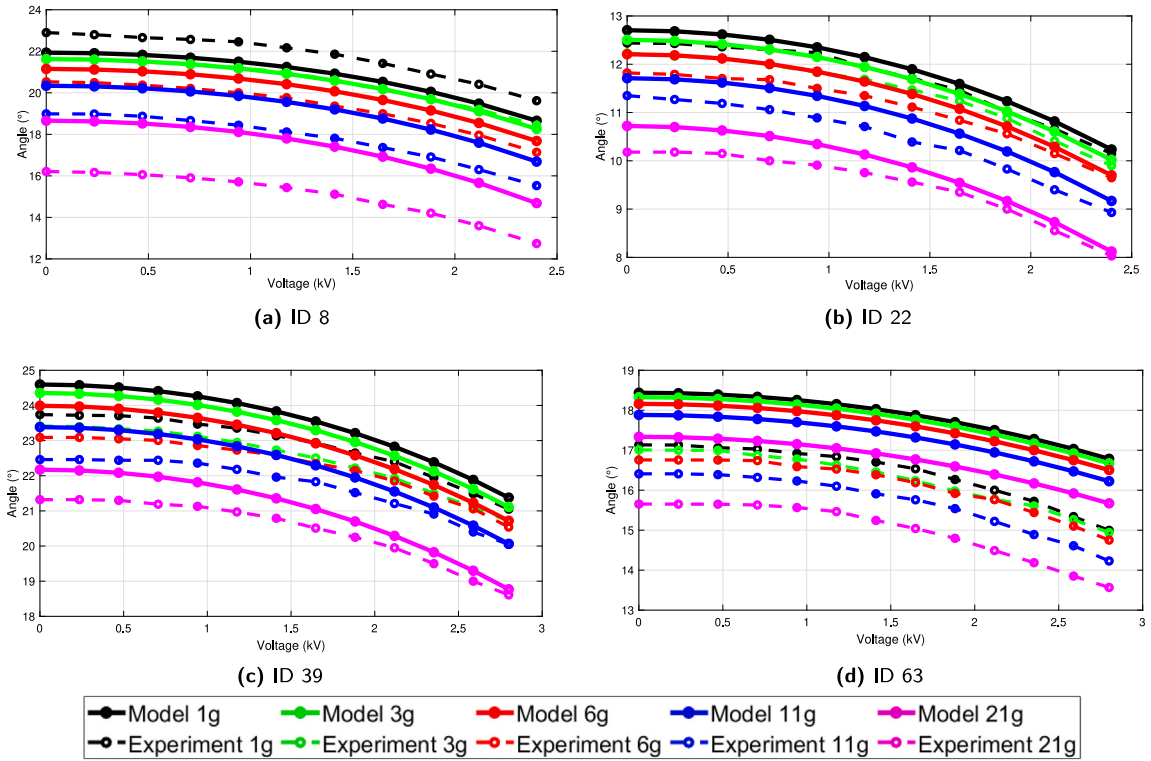 24
22
20
18
16
14
12
Angle (°)
0 0.5 1 1.5 2 2.5
Voltage (kV)
(a) ID 8
13
12
11
10
9
8
Angle (°)
0 0.5 1 1.5 2 2.5
Voltage (kV)
(b) ID 22
25
24
23
22
21
20
19
18
Angle (°)
0 0.5 1 1.5 2 2.5 3
Voltage (kV)
(c) ID 39
19
18
17
16
15
14
13
Angle (°)
0 0.5 1 1.5 2 2.5 3
Voltage (kV)
(d) ID 63
Model 1g Model 3g Model 6g Model 11g Model 21g
Experiment 1g Experiment 3g Experiment 6g Experiment 11g Experiment 21g